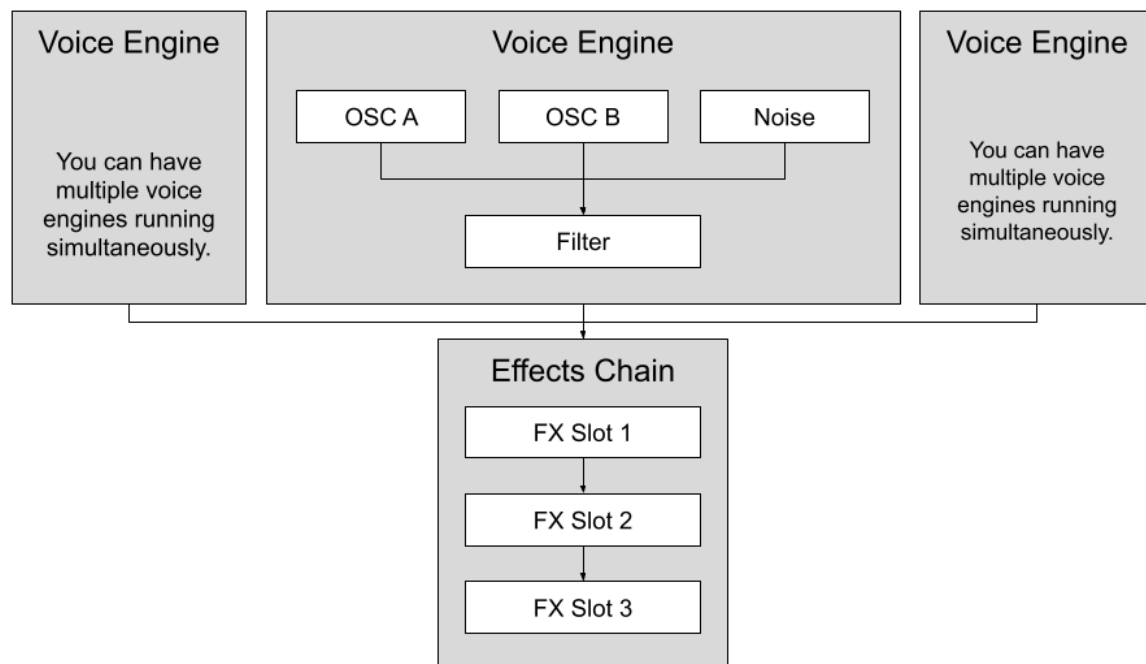 Voice Engine
You can have
multiple voice
engines running
simultaneously.
Voice Engine
OSC A
OSC B
Noise
Filter
Voice Engine
You can have
multiple voice
engines running
simultaneously.
Effects Chain
FX Slot 1
FX Slot 2
FX Slot 3